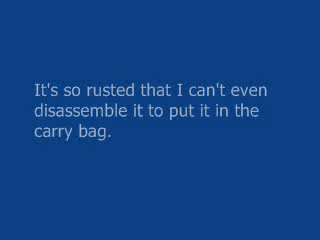 It's so rusted that I can't even
disassemble it to put it in the
carry bag.